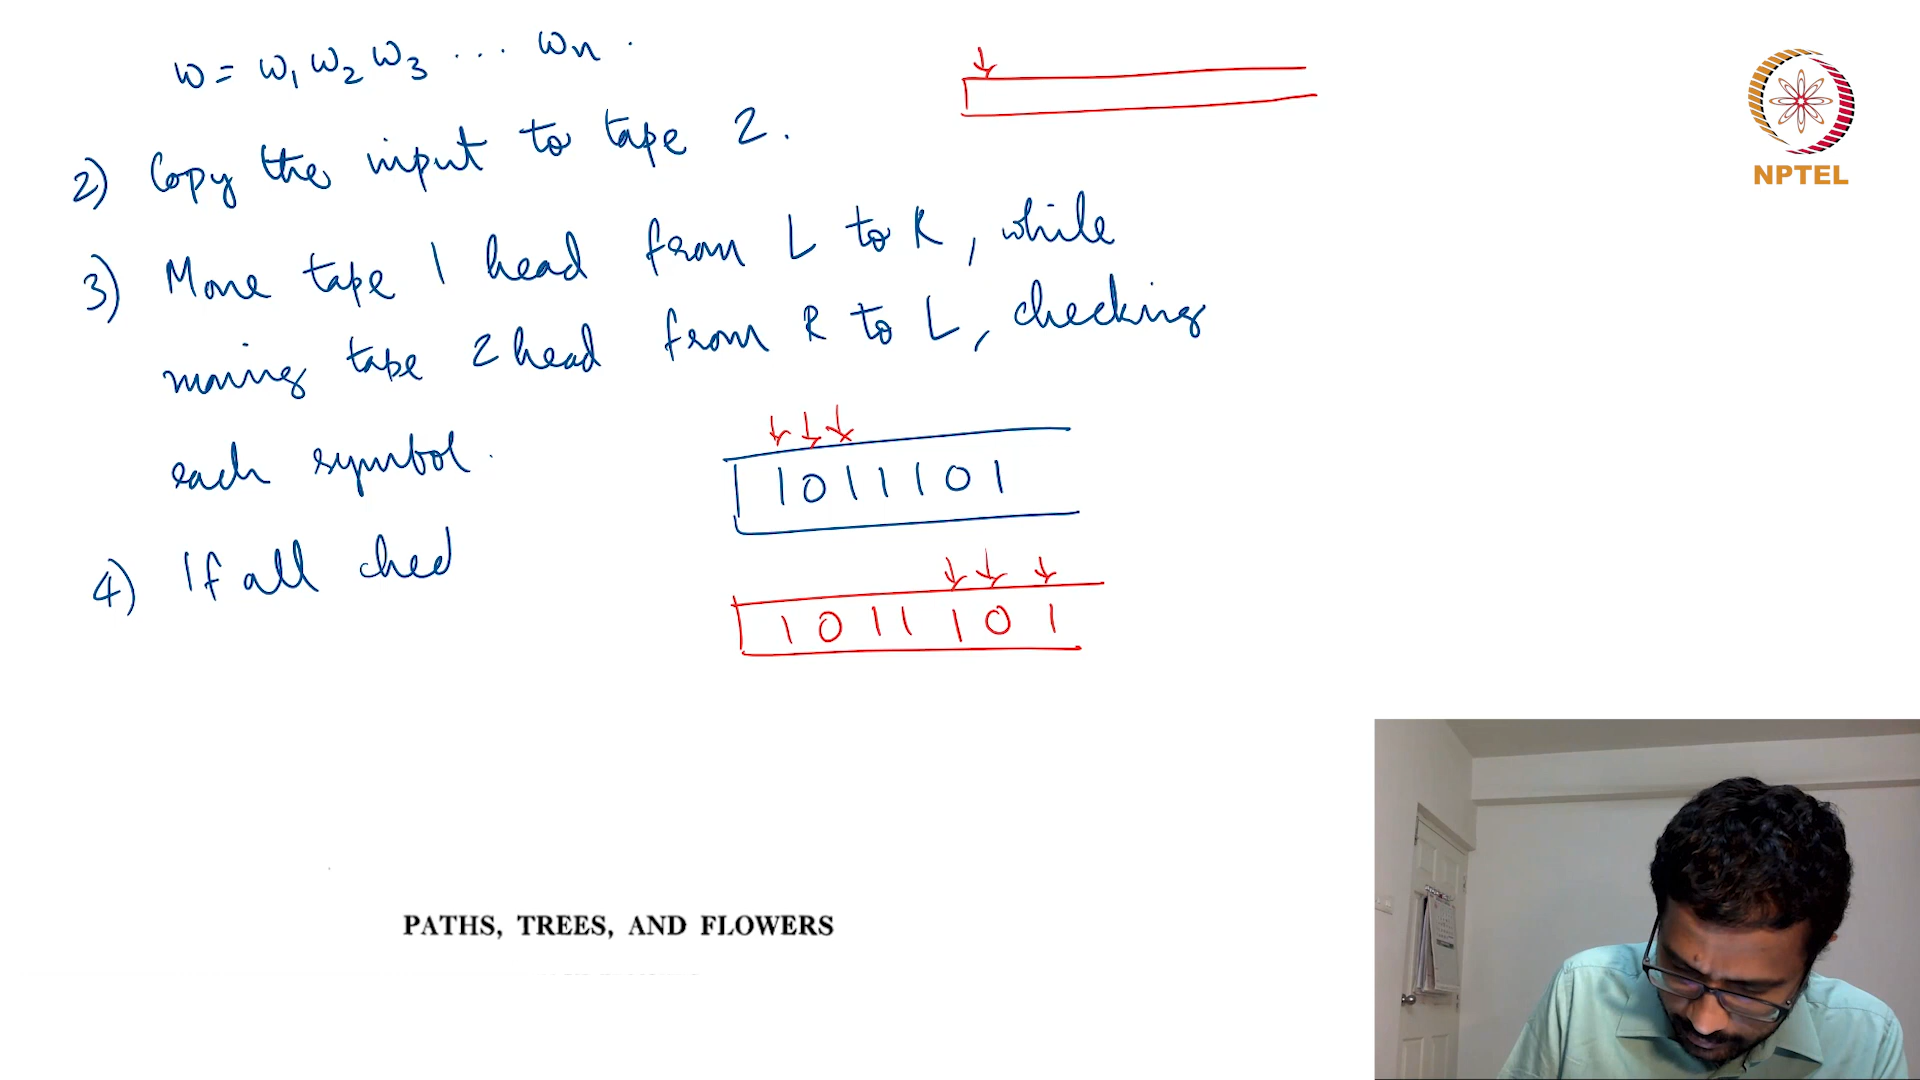 w = w₁ w₂ w₃ ... wn.
2) Copy the input to tape 2.
3) Move tape 1 head from L to R, while
moving tape 2 head from R to L, checking
each symbol.
1011101
4) If all ched
1011101
PATHS, TREES, AND FLOWERS
NPTEL